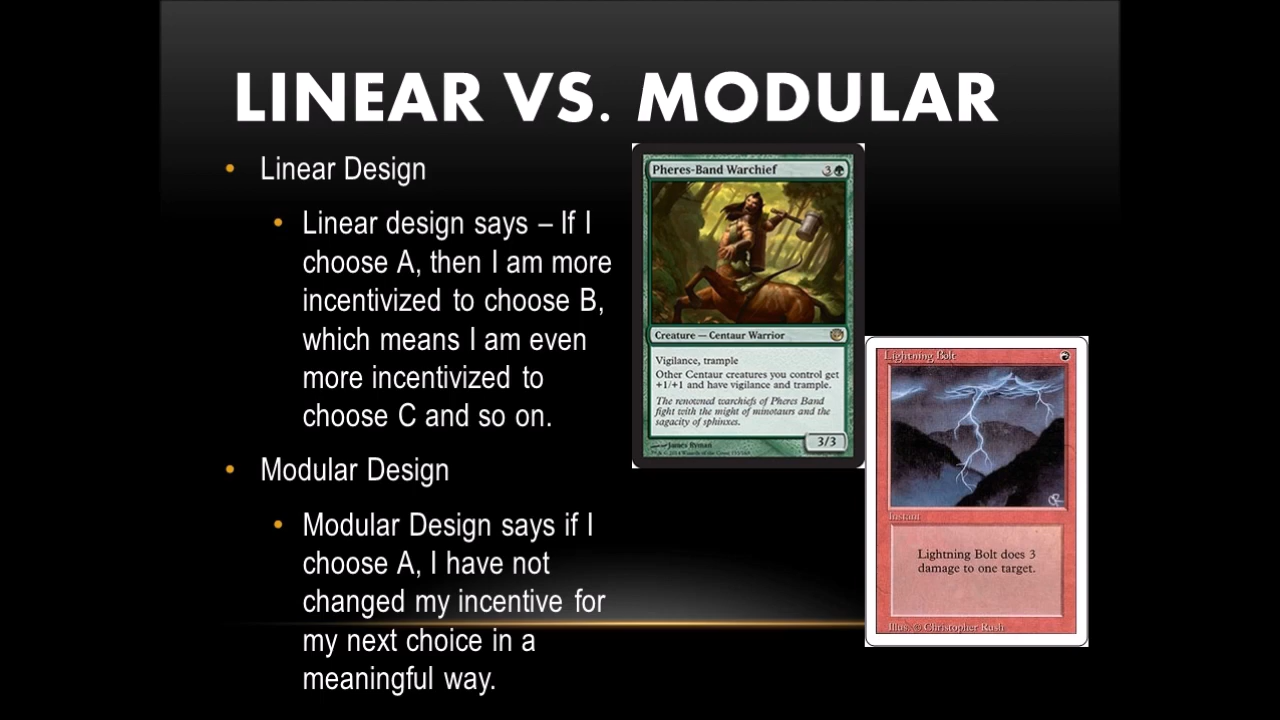 LINEAR VS. MODULAR
• Linear Design
• Linear design says – If I
choose A, then I am more
incentivized to choose B,
which means I am even
more incentivized to
choose C and so on.
• Modular Design
• Modular Design says if I
choose A, I have not
changed my incentive for
my next choice in a
meaningful way.
Pheres-Band Warchief 3
Creature — Centaur Warrior
Vigilance, trample
Other Centaur creatures you control get
+1/+1 and have vigilance and trample.
The renowned warchiefs of Pheres Band
fight with the might of minotaurs and the
sagacity of sphinxes.
3/3
James Ryman
Lightning Bolt
Instant
Lightning Bolt does 3
damage to one target.
Illus. © Christopher Rush